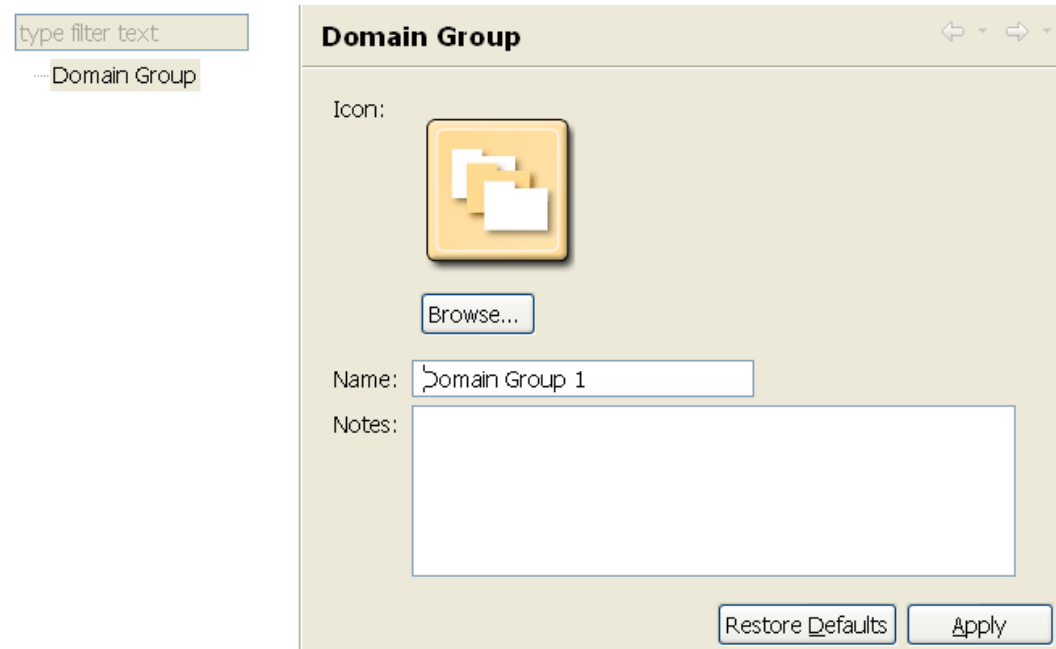 type filter text
Domain Group
Domain Group
Icon:
Browse...
Name: Domain Group 1
Notes:
Restore Defaults Apply